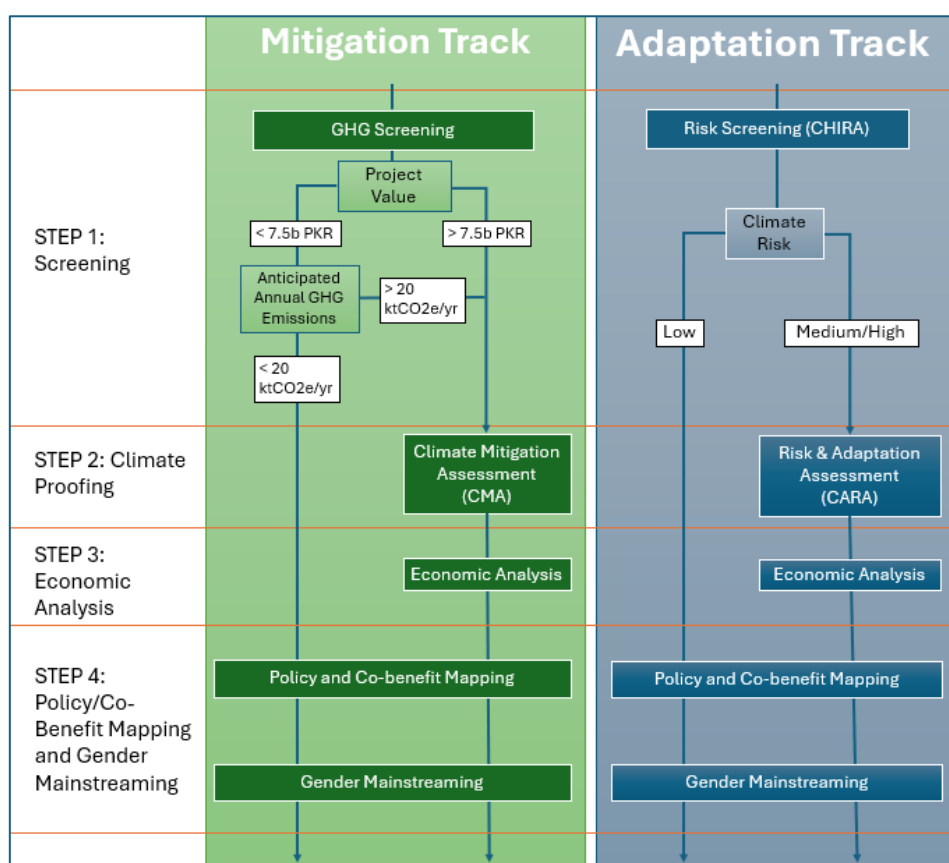 Mitigation Track
Adaptation Track
STEP 1:
Screening
GHG Screening
Project
Value
< 7.5b PKR
> 7.5b PKR
Anticipated
Annual GHG
Emissions
> 20
ktCO2e/yr
< 20
ktCO2e/yr
Risk Screening (CHIRA)
Climate
Risk
Low
Medium/High
STEP 2: Climate
Proofing
Climate Mitigation
Assessment
(CMA)
Risk & Adaptation
Assessment
(CARA)
STEP 3:
Economic
Analysis
Economic Analysis
Economic Analysis
STEP 4:
Policy/Co-
Benefit Mapping
and Gender
Mainstreaming
Policy and Co-benefit Mapping
Policy and Co-benefit Mapping
Gender Mainstreaming
Gender Mainstreaming